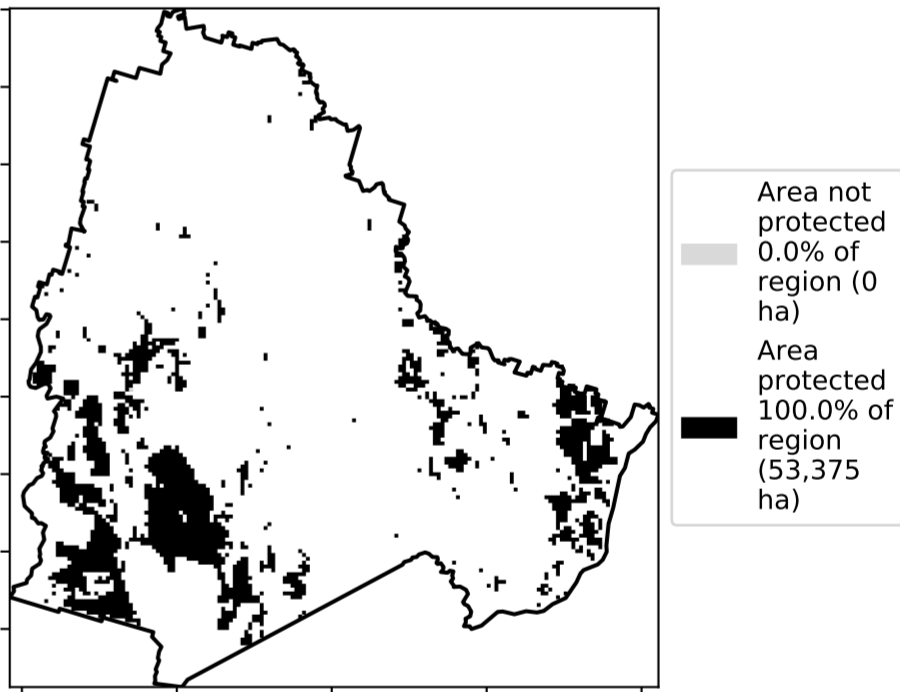 Area not
protected
0.0% of
region (0
ha)
Area
protected
100.0% of
region
(53,375
ha)